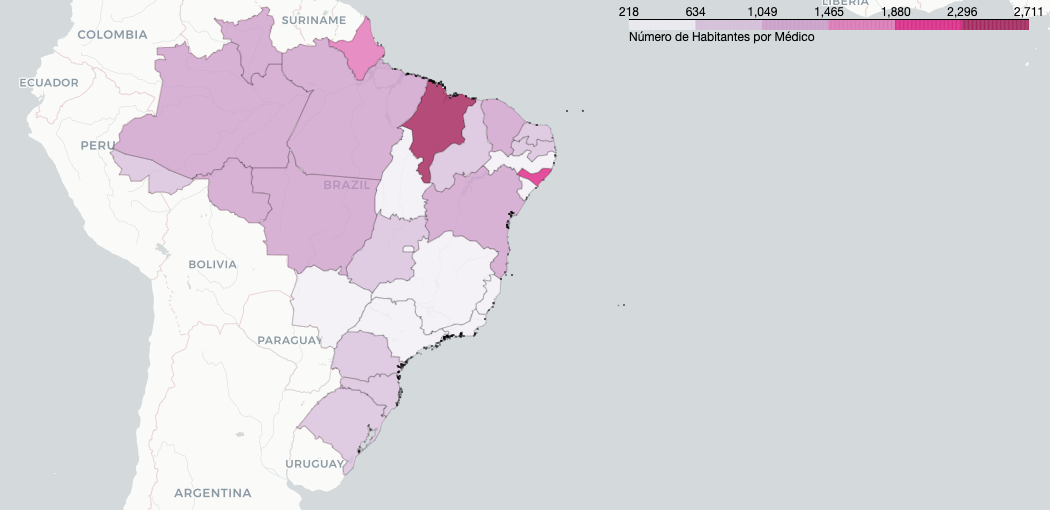 218 634 1,049 1,465 1,880 2,296 2,711
Número de Habitantes por Médico
LIBERIA
SURINAME
COLOMBIA
ECUADOR
PERU
BRAZIL
BOLIVIA
PARAGUAY
URUGUAY
ARGENTINA